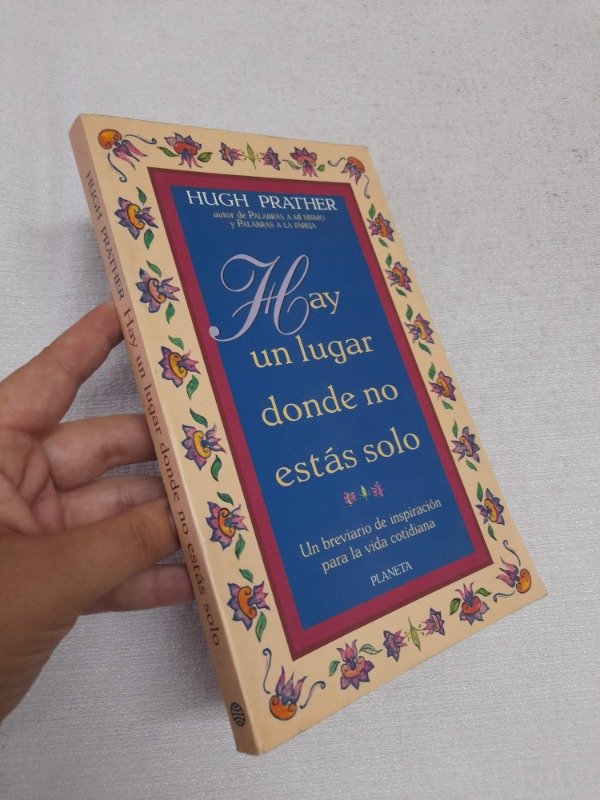 HUGH PRATHER
autor de PALABRAS A MÍ MISMO
y PALABRAS A LA PAREJA
Hay
un lugar
donde no
estás solo
Un breviario de inspiración
para la vida cotidiana
PLANETA
HUGH PRATHER Hay un lugar donde no estás solo